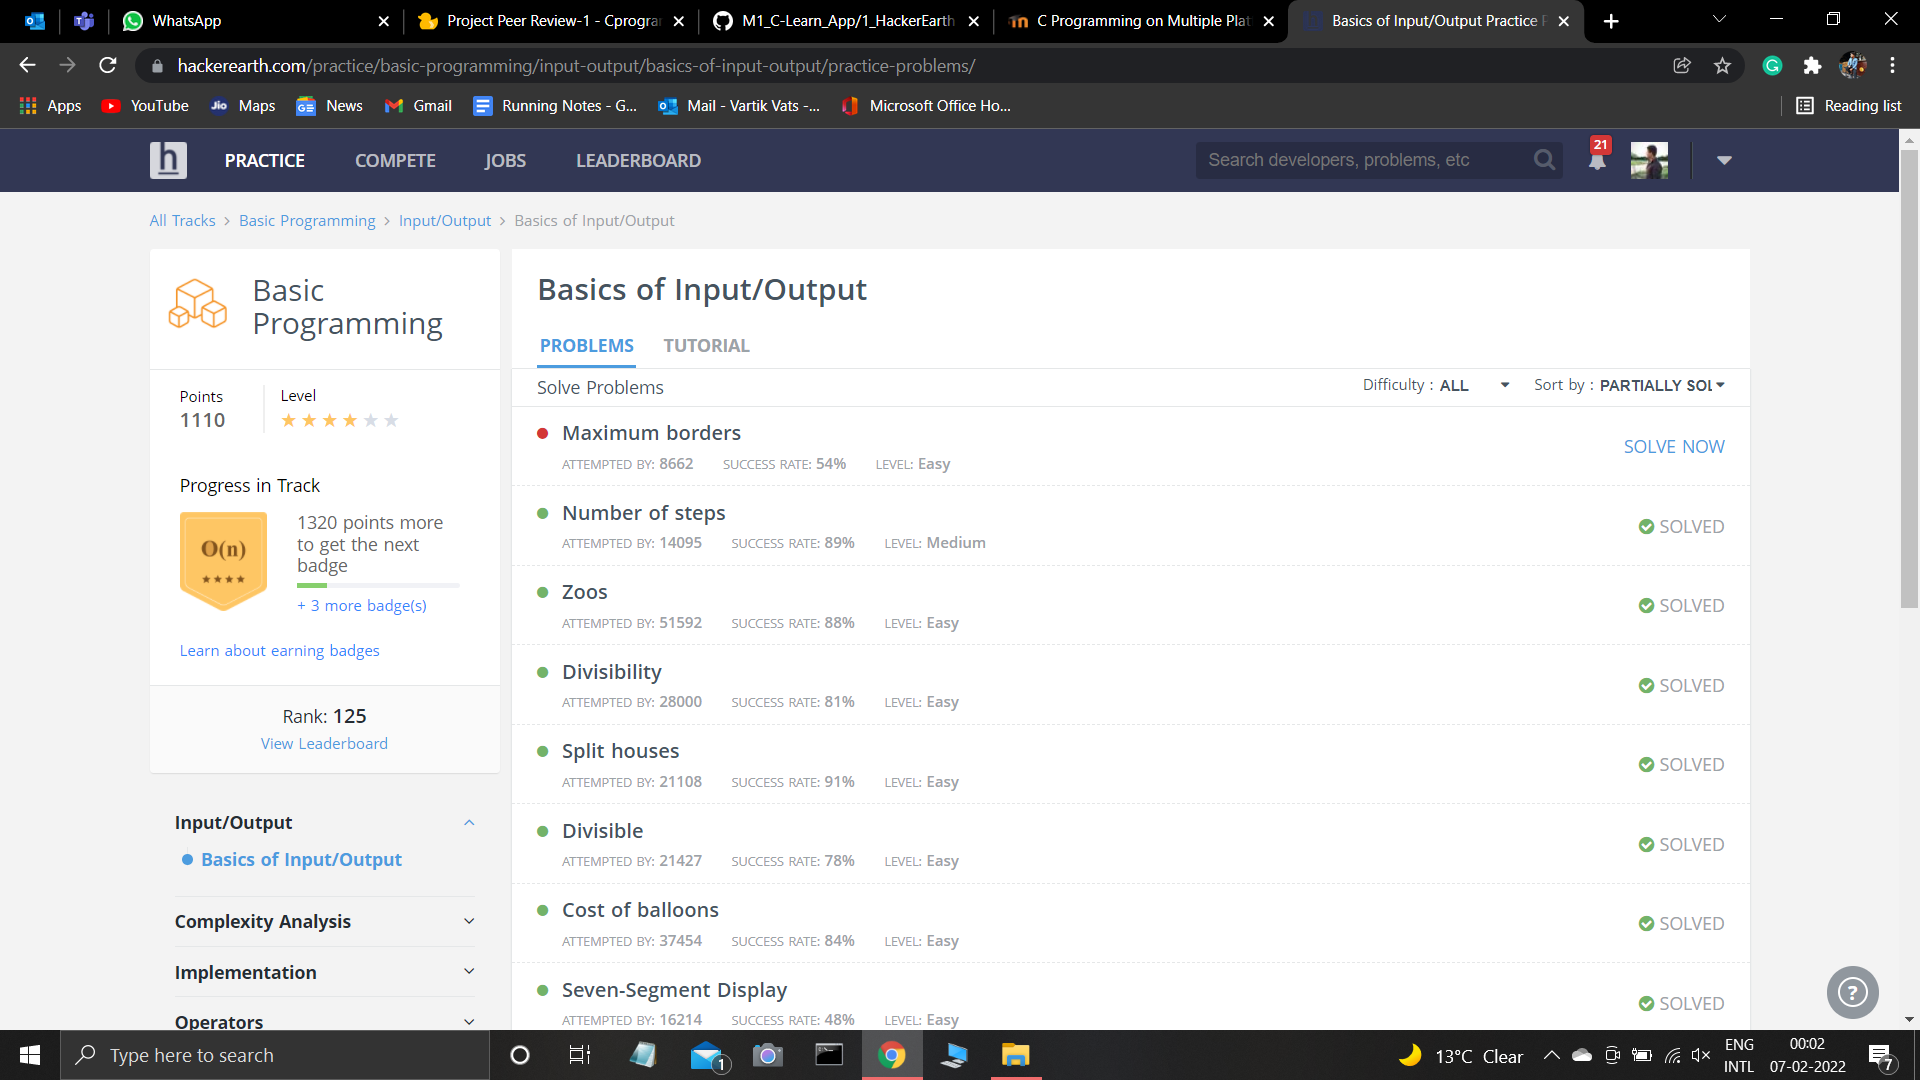 WhatsApp
Project Peer Review-1 - Cprogra
M1_C-Learn_App/1_HackerEarth
C Programming on Multiple Plat
Basics of Input/Output Practice P
hackerearth.com/practice/basic-programming/input-output/basics-of-input-output/practice-problems/
Apps
YouTube
Jio
Maps
News
Gmail
Running Notes - G...
Mail - Vartik Vats -...
Microsoft Office Ho...
Reading list
h
PRACTICE
COMPETE
JOBS
LEADERBOARD
Search developers, problems, etc
21
All Tracks > Basic Programming > Input/Output > Basics of Input/Output
Basic
Programming
Points
1110
Level
Progress in Track
O(n)
1320 points more
to get the next
badge
+ 3 more badge(s)
Learn about earning badges
Rank: 125
View Leaderboard
Input/Output
Basics of Input/Output
Complexity Analysis
Implementation
Operators
Basics of Input/Output
PROBLEMS
TUTORIAL
Solve Problems
Difficulty : ALL
Sort by : PARTIALLY SOL
Maximum borders
ATTEMPTED BY: 8662 SUCCESS RATE: 54% LEVEL: Easy
SOLVE NOW
Number of steps
ATTEMPTED BY: 14095 SUCCESS RATE: 89% LEVEL: Medium
SOLVED
Zoos
ATTEMPTED BY: 51592 SUCCESS RATE: 88% LEVEL: Easy
SOLVED
Divisibility
ATTEMPTED BY: 28000 SUCCESS RATE: 81% LEVEL: Easy
SOLVED
Split houses
ATTEMPTED BY: 21108 SUCCESS RATE: 91% LEVEL: Easy
SOLVED
Divisible
ATTEMPTED BY: 21427 SUCCESS RATE: 78% LEVEL: Easy
SOLVED
Cost of balloons
ATTEMPTED BY: 37454 SUCCESS RATE: 84% LEVEL: Easy
SOLVED
Seven-Segment Display
ATTEMPTED BY: 16214 SUCCESS RATE: 48% LEVEL: Easy
SOLVED
?
Type here to search
1
13°C Clear
ENG
INTL
00:02
07-02-2022
7